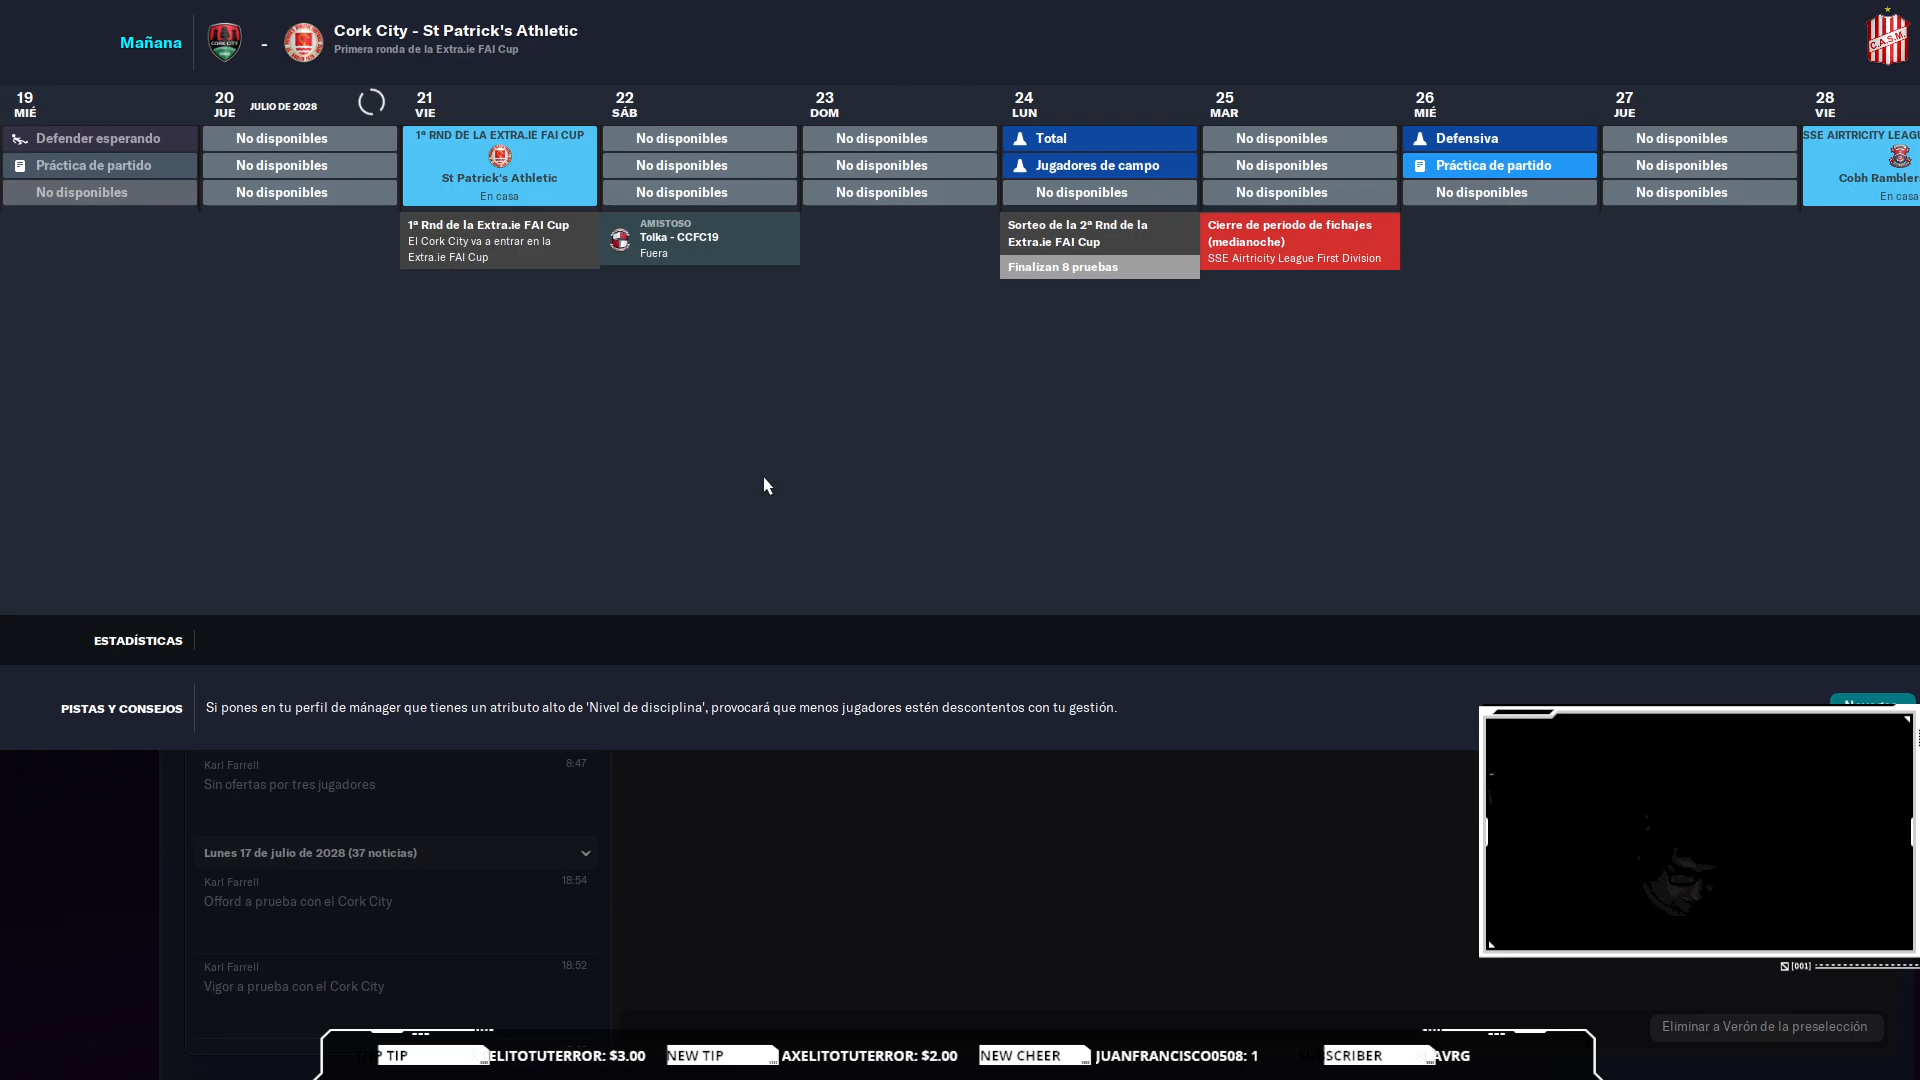 Mañana
CORK CITY
-
Cork City - St Patrick's Athletic
Primera ronda de la Extra.ie FAI Cup
C.A.S.M.
19
MIÉ
20
JUE
JULIO DE 2028
21
VIE
22
SÁB
23
DOM
24
LUN
25
MAR
26
MIÉ
27
JUE
28
VIE
Defender esperando
Práctica de partido
No disponibles
No disponibles
No disponibles
No disponibles
1ª RND DE LA EXTRA.IE FAI CUP
St Patrick's Athletic
En casa
No disponibles
No disponibles
No disponibles
No disponibles
No disponibles
No disponibles
Total
Jugadores de campo
No disponibles
No disponibles
No disponibles
No disponibles
Defensiva
Práctica de partido
No disponibles
No disponibles
No disponibles
No disponibles
SSE AIRTRICITY LEAGU
Cobh Rambler
En casa
1ª Rnd de la Extra.ie FAI Cup
El Cork City va a entrar en la
Extra.ie FAI Cup
AMISTOSO
Tolka - CCFC19
Fuera
Sorteo de la 2ª Rnd de la
Extra.ie FAI Cup
Finalizan 8 pruebas
Cierre de periodo de fichajes
(medianoche)
SSE Airtricity League First Division
ESTADÍSTICAS
PISTAS Y CONSEJOS
Si pones en tu perfil de mánager que tienes un atributo alto de 'Nivel de disciplina', provocará que menos jugadores estén descontentos con tu gestión.
Karl Farrell
8:47
Sin ofertas por tres jugadores
Lunes 17 de julio de 2028 (37 noticias)
Karl Farrell
18:54
Offord a prueba con el Cork City
Karl Farrell
18:52
Vigor a prueba con el Cork City
[001]
Eliminar a Verón de la preselección
TOP TIP
ELITOTUTERROR: $3.00
NEW TIP
AXELITOTUTERROR: $2.00
NEW CHEER
JUANFRANCISCO0508: 1
SCRIBER
AVRG